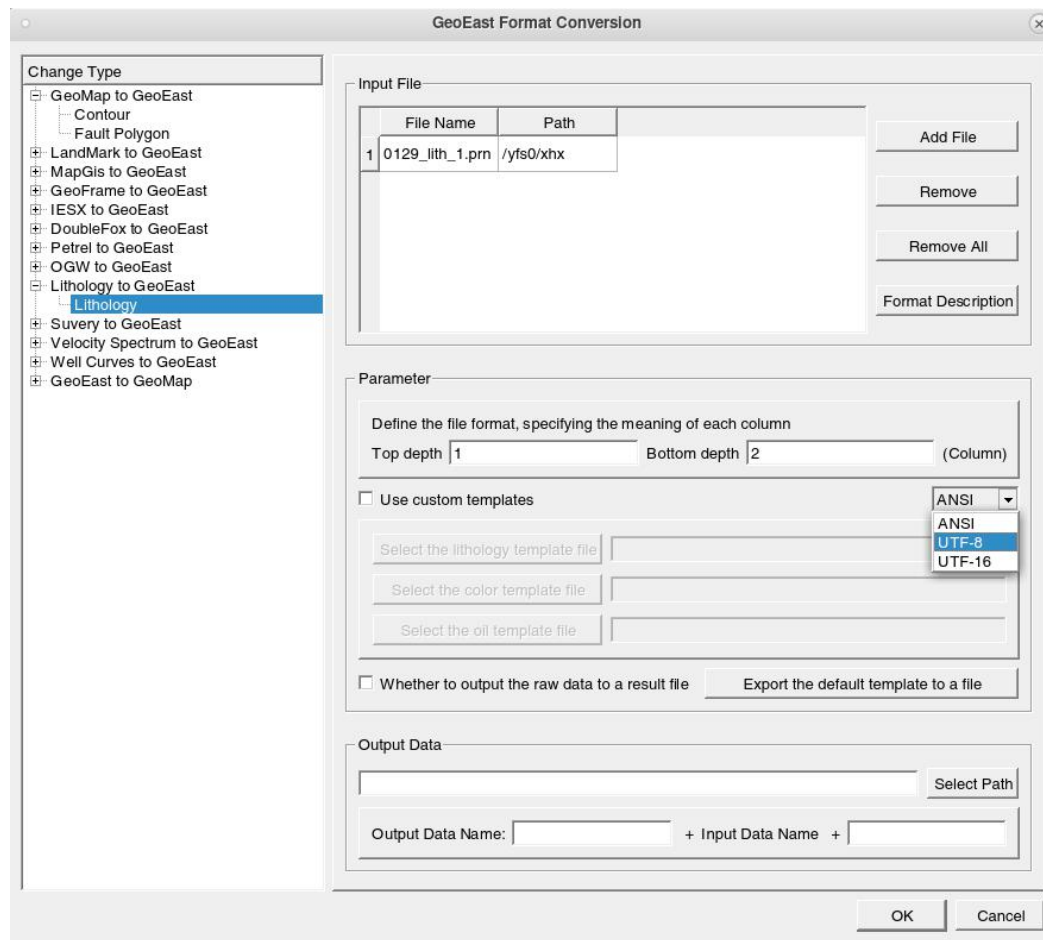 GeoEast Format Conversion
Change Type
GeoMap to GeoEast
Contour
Fault Polygon
LandMark to GeoEast
MapGis to GeoEast
GeoFrame to GeoEast
IESX to GeoEast
DoubleFox to GeoEast
Petrel to GeoEast
OGW to GeoEast
Lithology to GeoEast
Lithology
Suvery to GeoEast
Velocity Spectrum to GeoEast
Well Curves to GeoEast
GeoEast to GeoMap
Input File
File Name Path
1 0129_lith_1.prn /yfs0/xhx
Add File
Remove
Remove All
Format Description
Parameter
Define the file format, specifying the meaning of each column
Top depth 1 Bottom depth 2 (Column)
Use custom templates ANSI
ANSI
UTF-8
UTF-16
Select the lithology template file
Select the color template file
Select the oil template file
Whether to output the raw data to a result file Export the default template to a file
Output Data
Select Path
Output Data Name: + Input Data Name +
OK Cancel